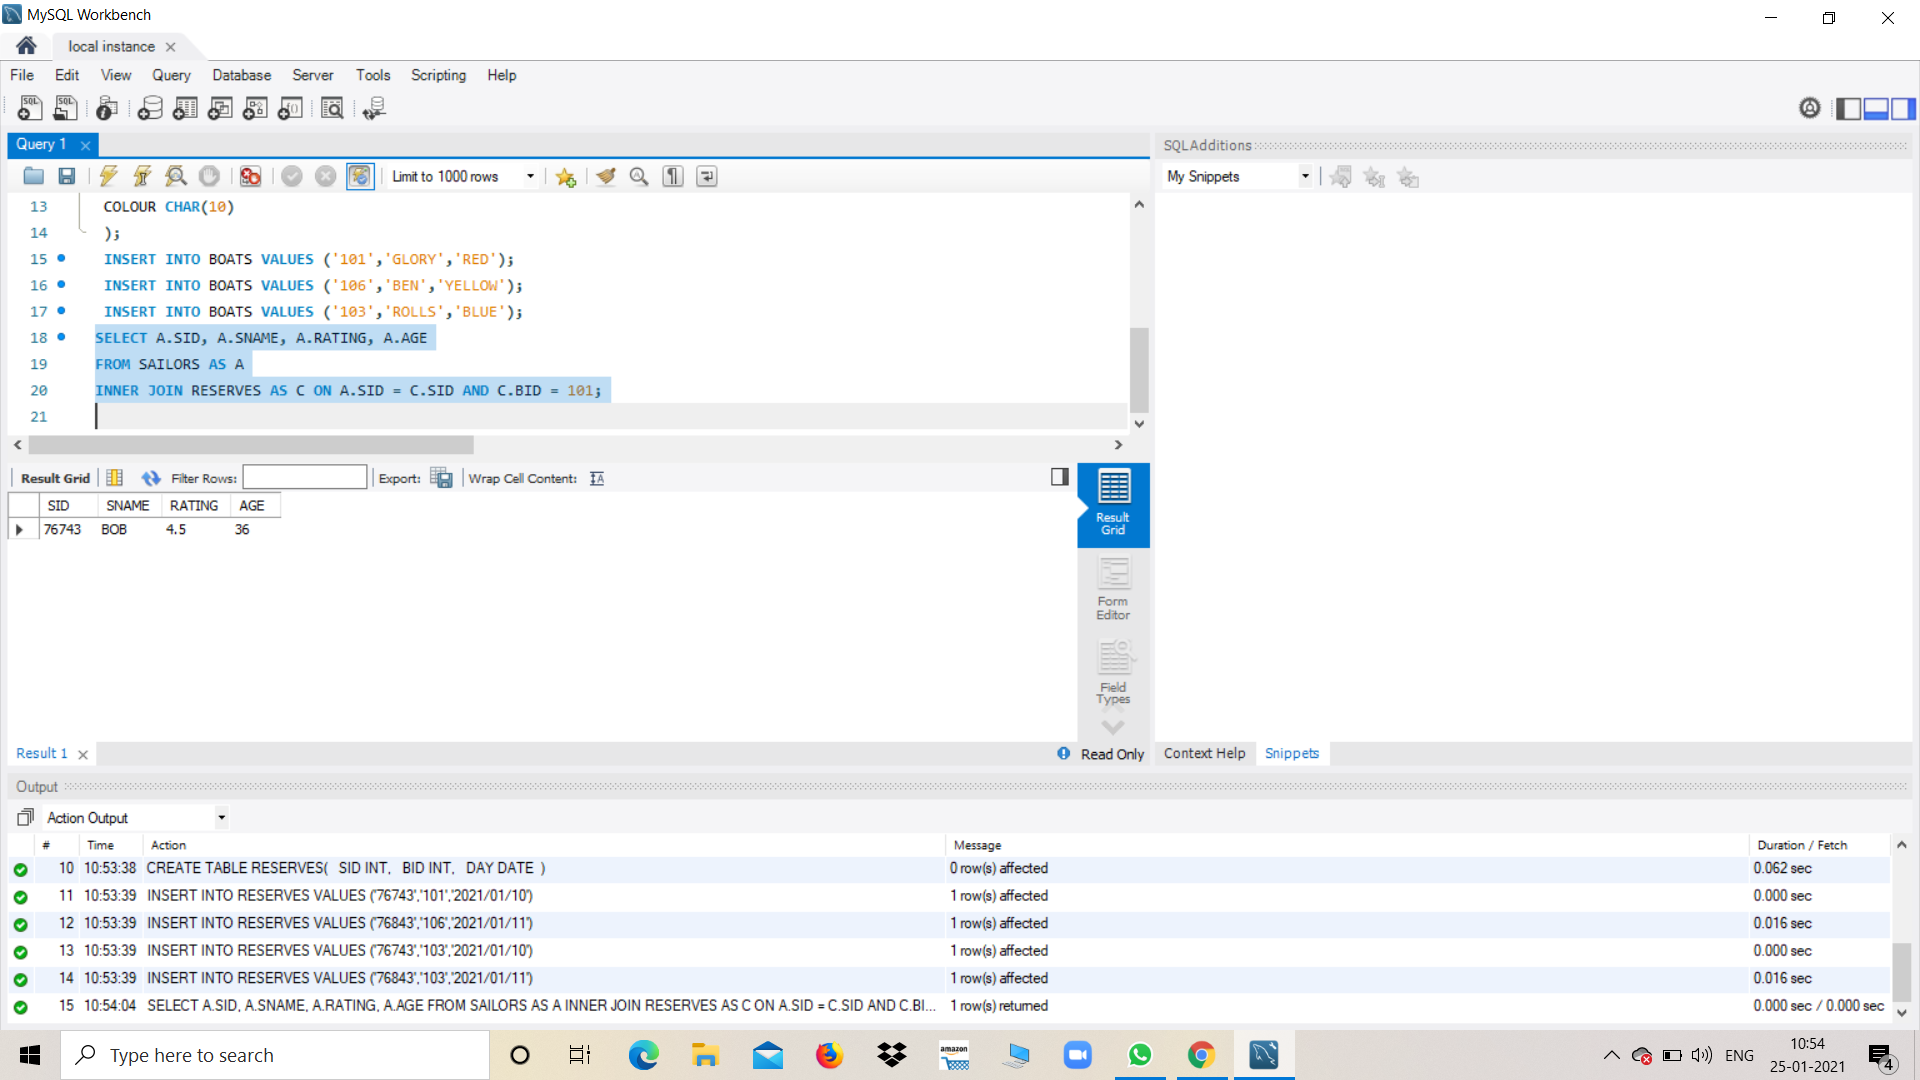 MySQL Workbench
local instance
File Edit View Query Database Server Tools Scripting Help
Query 1
SQLAdditions
Limit to 1000 rows
My Snippets
13 COLOUR CHAR(10)
14 );
15 INSERT INTO BOATS VALUES ('101','GLORY','RED');
16 INSERT INTO BOATS VALUES ('106','BEN','YELLOW');
17 INSERT INTO BOATS VALUES ('103','ROLLS','BLUE');
18 SELECT A.SID, A.SNAME, A.RATING, A.AGE
19 FROM SAILORS AS A
20 INNER JOIN RESERVES AS C ON A.SID = C.SID AND C.BID = 101;
21
Result Grid Filter Rows: Export: Wrap Cell Content:
SID SNAME RATING AGE
76743 BOB 4.5 36
Result
Grid
Form
Editor
Field
Types
Result 1
Read Only
Context Help Snippets
Output
Action Output
# Time Action Message Duration / Fetch
10 10:53:38 CREATE TABLE RESERVES( SID INT, BID INT, DAY DATE ) 0 row(s) affected 0.062 sec
11 10:53:39 INSERT INTO RESERVES VALUES ('76743','101','2021/01/10') 1 row(s) affected 0.000 sec
12 10:53:39 INSERT INTO RESERVES VALUES ('76843','106','2021/01/11') 1 row(s) affected 0.016 sec
13 10:53:39 INSERT INTO RESERVES VALUES ('76743','103','2021/01/10') 1 row(s) affected 0.000 sec
14 10:53:39 INSERT INTO RESERVES VALUES ('76843','103','2021/01/11') 1 row(s) affected 0.016 sec
15 10:54:04 SELECT A.SID, A.SNAME, A.RATING, A.AGE FROM SAILORS AS A INNER JOIN RESERVES AS C ON A.SID = C.SID AND C.BI... 1 row(s) returned 0.000 sec / 0.000 sec
Type here to search
amazon
ENG
10:54
25-01-2021
4